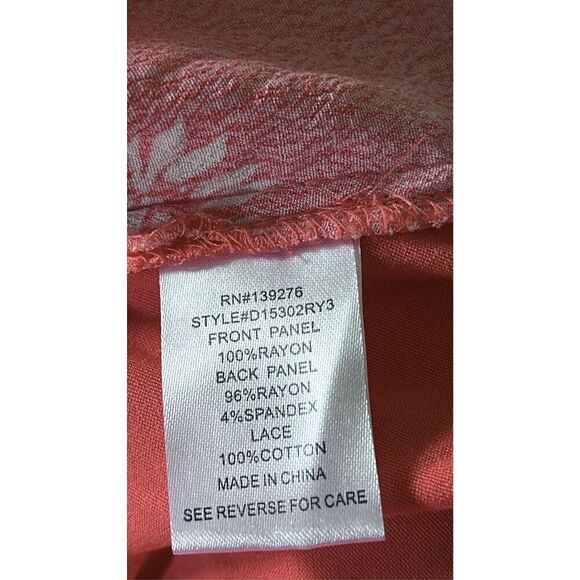 RN#139276
STYLE#D15302RY3
FRONT PANEL
100%RAYON
BACK PANEL
96%RAYON
4%SPANDEX
LACE
100%COTTON
MADE IN CHINA
SEE REVERSE FOR CARE